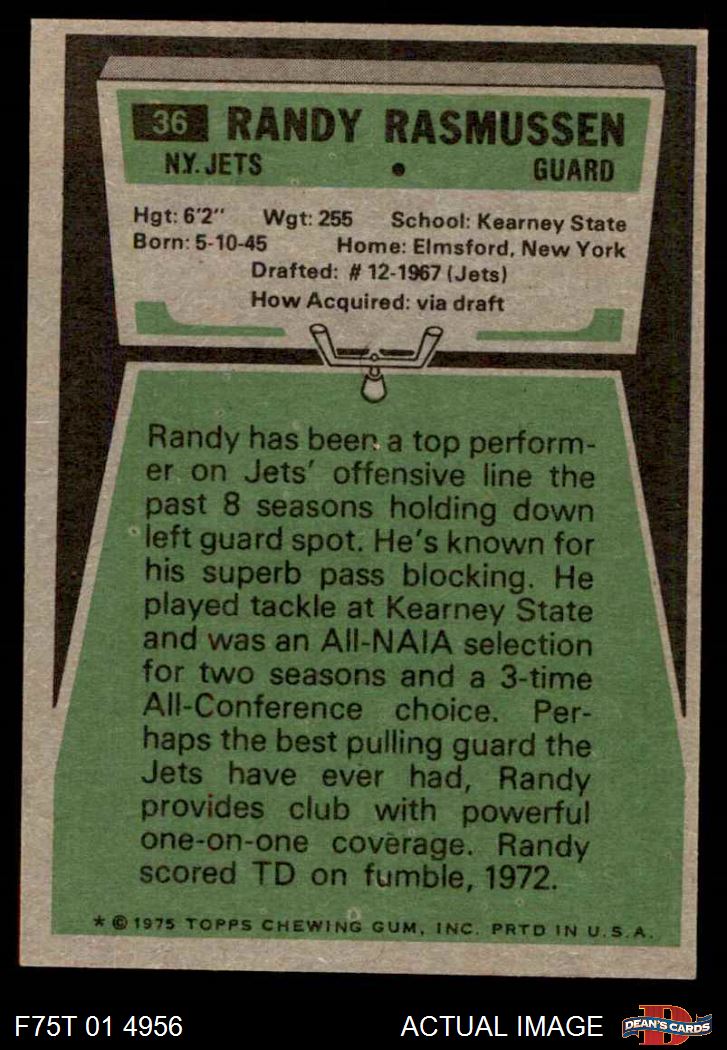 36 RANDY RASMUSSEN
N.Y. JETS • GUARD
Hgt: 6'2" Wgt: 255 School: Kearney State
Born: 5-10-45 Home: Elmsford, New York
Drafted: #12-1967 (Jets)
How Acquired: via draft
Randy has been a top perform-
er on Jets' offensive line the
past 8 seasons holding down
left guard spot. He's known for
his superb pass blocking. He
played tackle at Kearney State
and was an All-NAIA selection
for two seasons and a 3-time
All-Conference choice. Per-
haps the best pulling guard the
Jets have ever had, Randy
provides club with powerful
one-on-one coverage. Randy
scored TD on fumble, 1972.
* © 1975 TOPPS CHEWING GUM, INC. PRTD IN U.S.A.
F75T 01 4956 ACTUAL IMAGE D DEAN'S CARDS